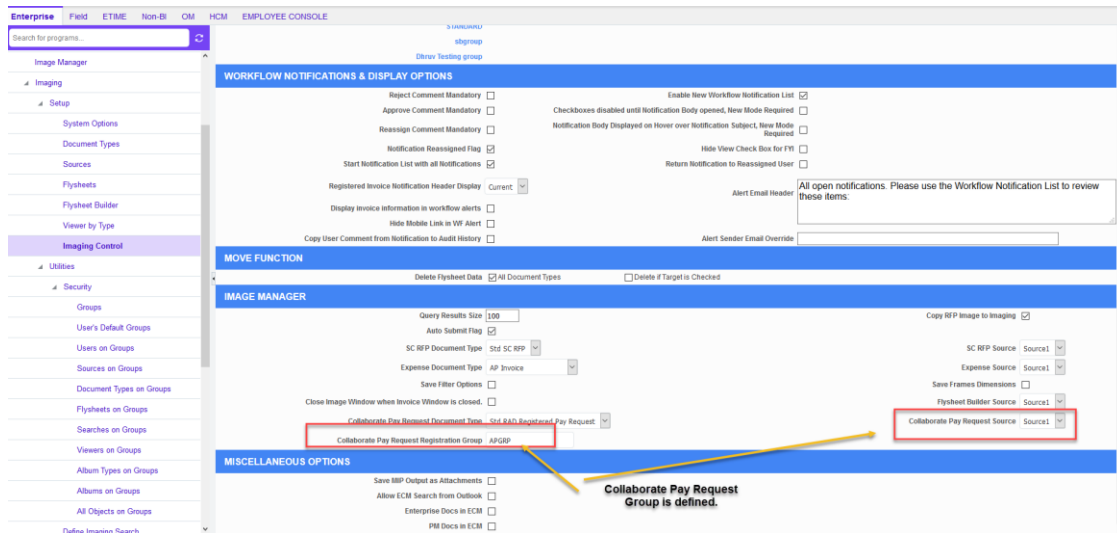 Enterprise Field ETIME Non-BI OM HCM EMPLOYEE CONSOLE
Search for programs...
Image Manager
Imaging
Setup
System Options
Document Types
Sources
Flysheets
Flysheet Builder
Viewer by Type
Imaging Control
Utilities
Security
Groups
User's Default Groups
Users on Groups
Sources on Groups
Document Types on Groups
Flysheets on Groups
Searches on Groups
Viewers on Groups
Album Types on Groups
Albums on Groups
All Objects on Groups
Define Imaging Search
STANDARD
sbgroup
Dhruv Testing group
WORKFLOW NOTIFICATIONS & DISPLAY OPTIONS
Reject Comment Mandatory Enable New Workflow Notification List
Approve Comment Mandatory Checkboxes disabled until Notification Body opened, New Mode Required
Reassign Comment Mandatory Notification Body Displayed on Hover over Notification Subject, New Mode
Required
Notification Reassigned Flag Hide View Check Box for FYI
Start Notification List with all Notifications Return Notification to Reassigned User
Registered Invoice Notification Header Display Current Alert Email Header All open notifications. Please use the Workflow Notification List to review
these items:
Display invoice information in workflow alerts
Hide Mobile Link in WF Alert
Copy User Comment from Notification to Audit History Alert Sender Email Override
MOVE FUNCTION
Delete Flysheet Data All Document Types Delete if Target is Checked
IMAGE MANAGER
Query Results Size 100 Copy RFP Image to Imaging
Auto Submit Flag
SC RFP Document Type Std SC RFP SC RFP Source Source1
Expense Document Type AP Invoice Expense Source Source1
Save Filter Options Save Frames Dimensions
Close Image Window when Invoice Window is closed. Flysheet Builder Source Source1
Collaborate Pay Request Document Type Std RAD Registered Pay Request Collaborate Pay Request Source Source1
Collaborate Pay Request Registration Group APGRP
MISCELLANEOUS OPTIONS
Save MIP Output as Attachments
Allow ECM Search from Outlook
Enterprise Docs in ECM
PM Docs in ECM
Collaborate Pay Request
Group is defined.